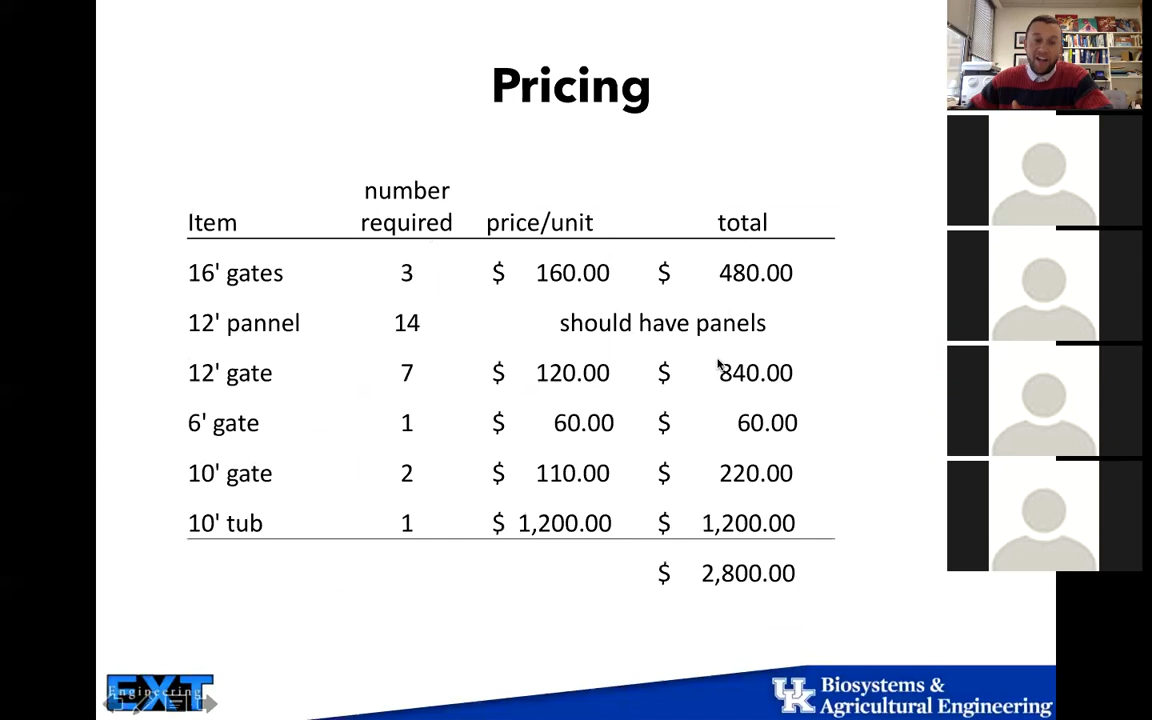 Pricing
number
Item required price/unit total
16' gates 3 $ 160.00 $ 480.00
12' pannel 14 should have panels
12' gate 7 $ 120.00 $ 840.00
6' gate 1 $ 60.00 $ 60.00
10' gate 2 $ 110.00 $ 220.00
10' tub 1 $ 1,200.00 $ 1,200.00
$ 2,800.00
EXT
Engineering
UK Biosystems &
Agricultural Engineering